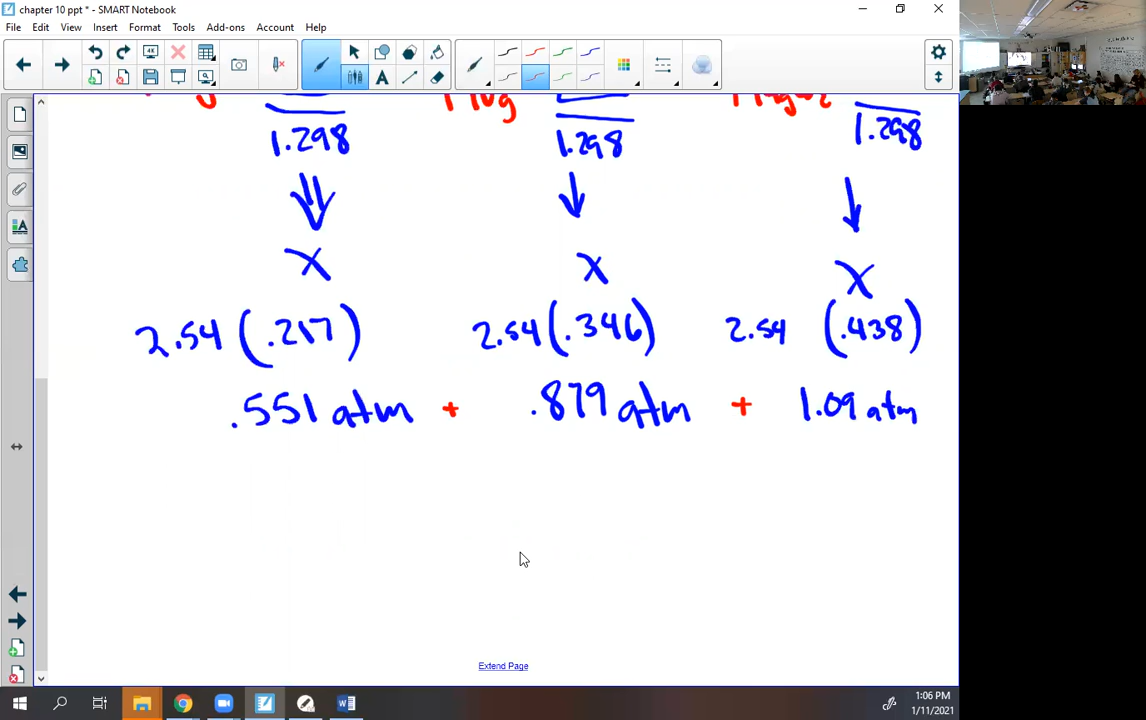 chapter 10 ppt * - SMART Notebook
File Edit View Insert Format Tools Add-ons Account Help
1.298 1.298 1.298
X X X
2.54 (.217) 2.54 (.346) 2.54 (.438)
.551 atm + .879 atm + 1.09 atm
Extend Page
1:06 PM
1/11/2021